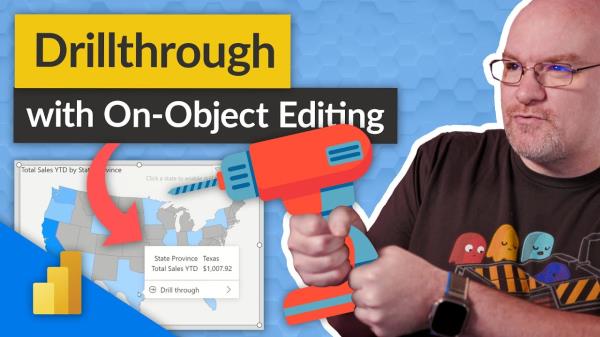 Drillthrough
with On-Object Editing
Total Sales YTD by State Province
Click a state to enable
State Province Texas
Total Sales YTD $1,007.92
Drill through